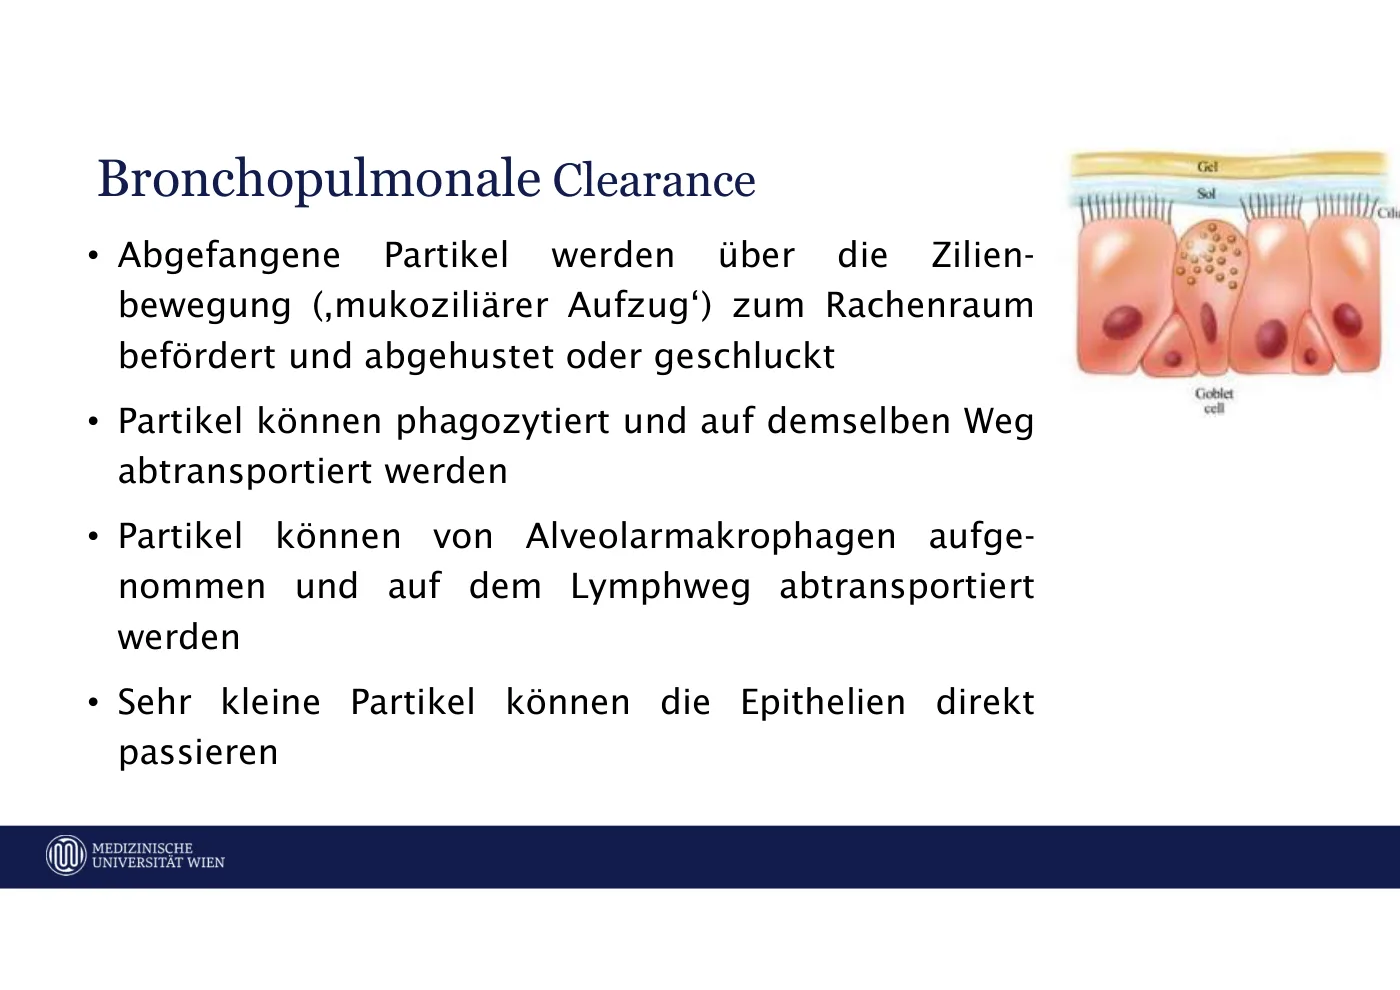 Bronchopulmonale Clearance
• Abgefangene Partikel werden über die Zilien-
bewegung (‚mukoziliärer Aufzug‘) zum Rachenraum
befördert und abgehustet oder geschluckt
• Partikel können phagozytiert und auf demselben Weg
abtransportiert werden
• Partikel können von Alveolarmakrophagen aufge-
nommen und auf dem Lymphweg abtransportiert
werden
• Sehr kleine Partikel können die Epithelien direkt
passieren
Gel
Sol
Goblet
cell
MEDIZINISCHE
UNIVERSITÄT WIEN